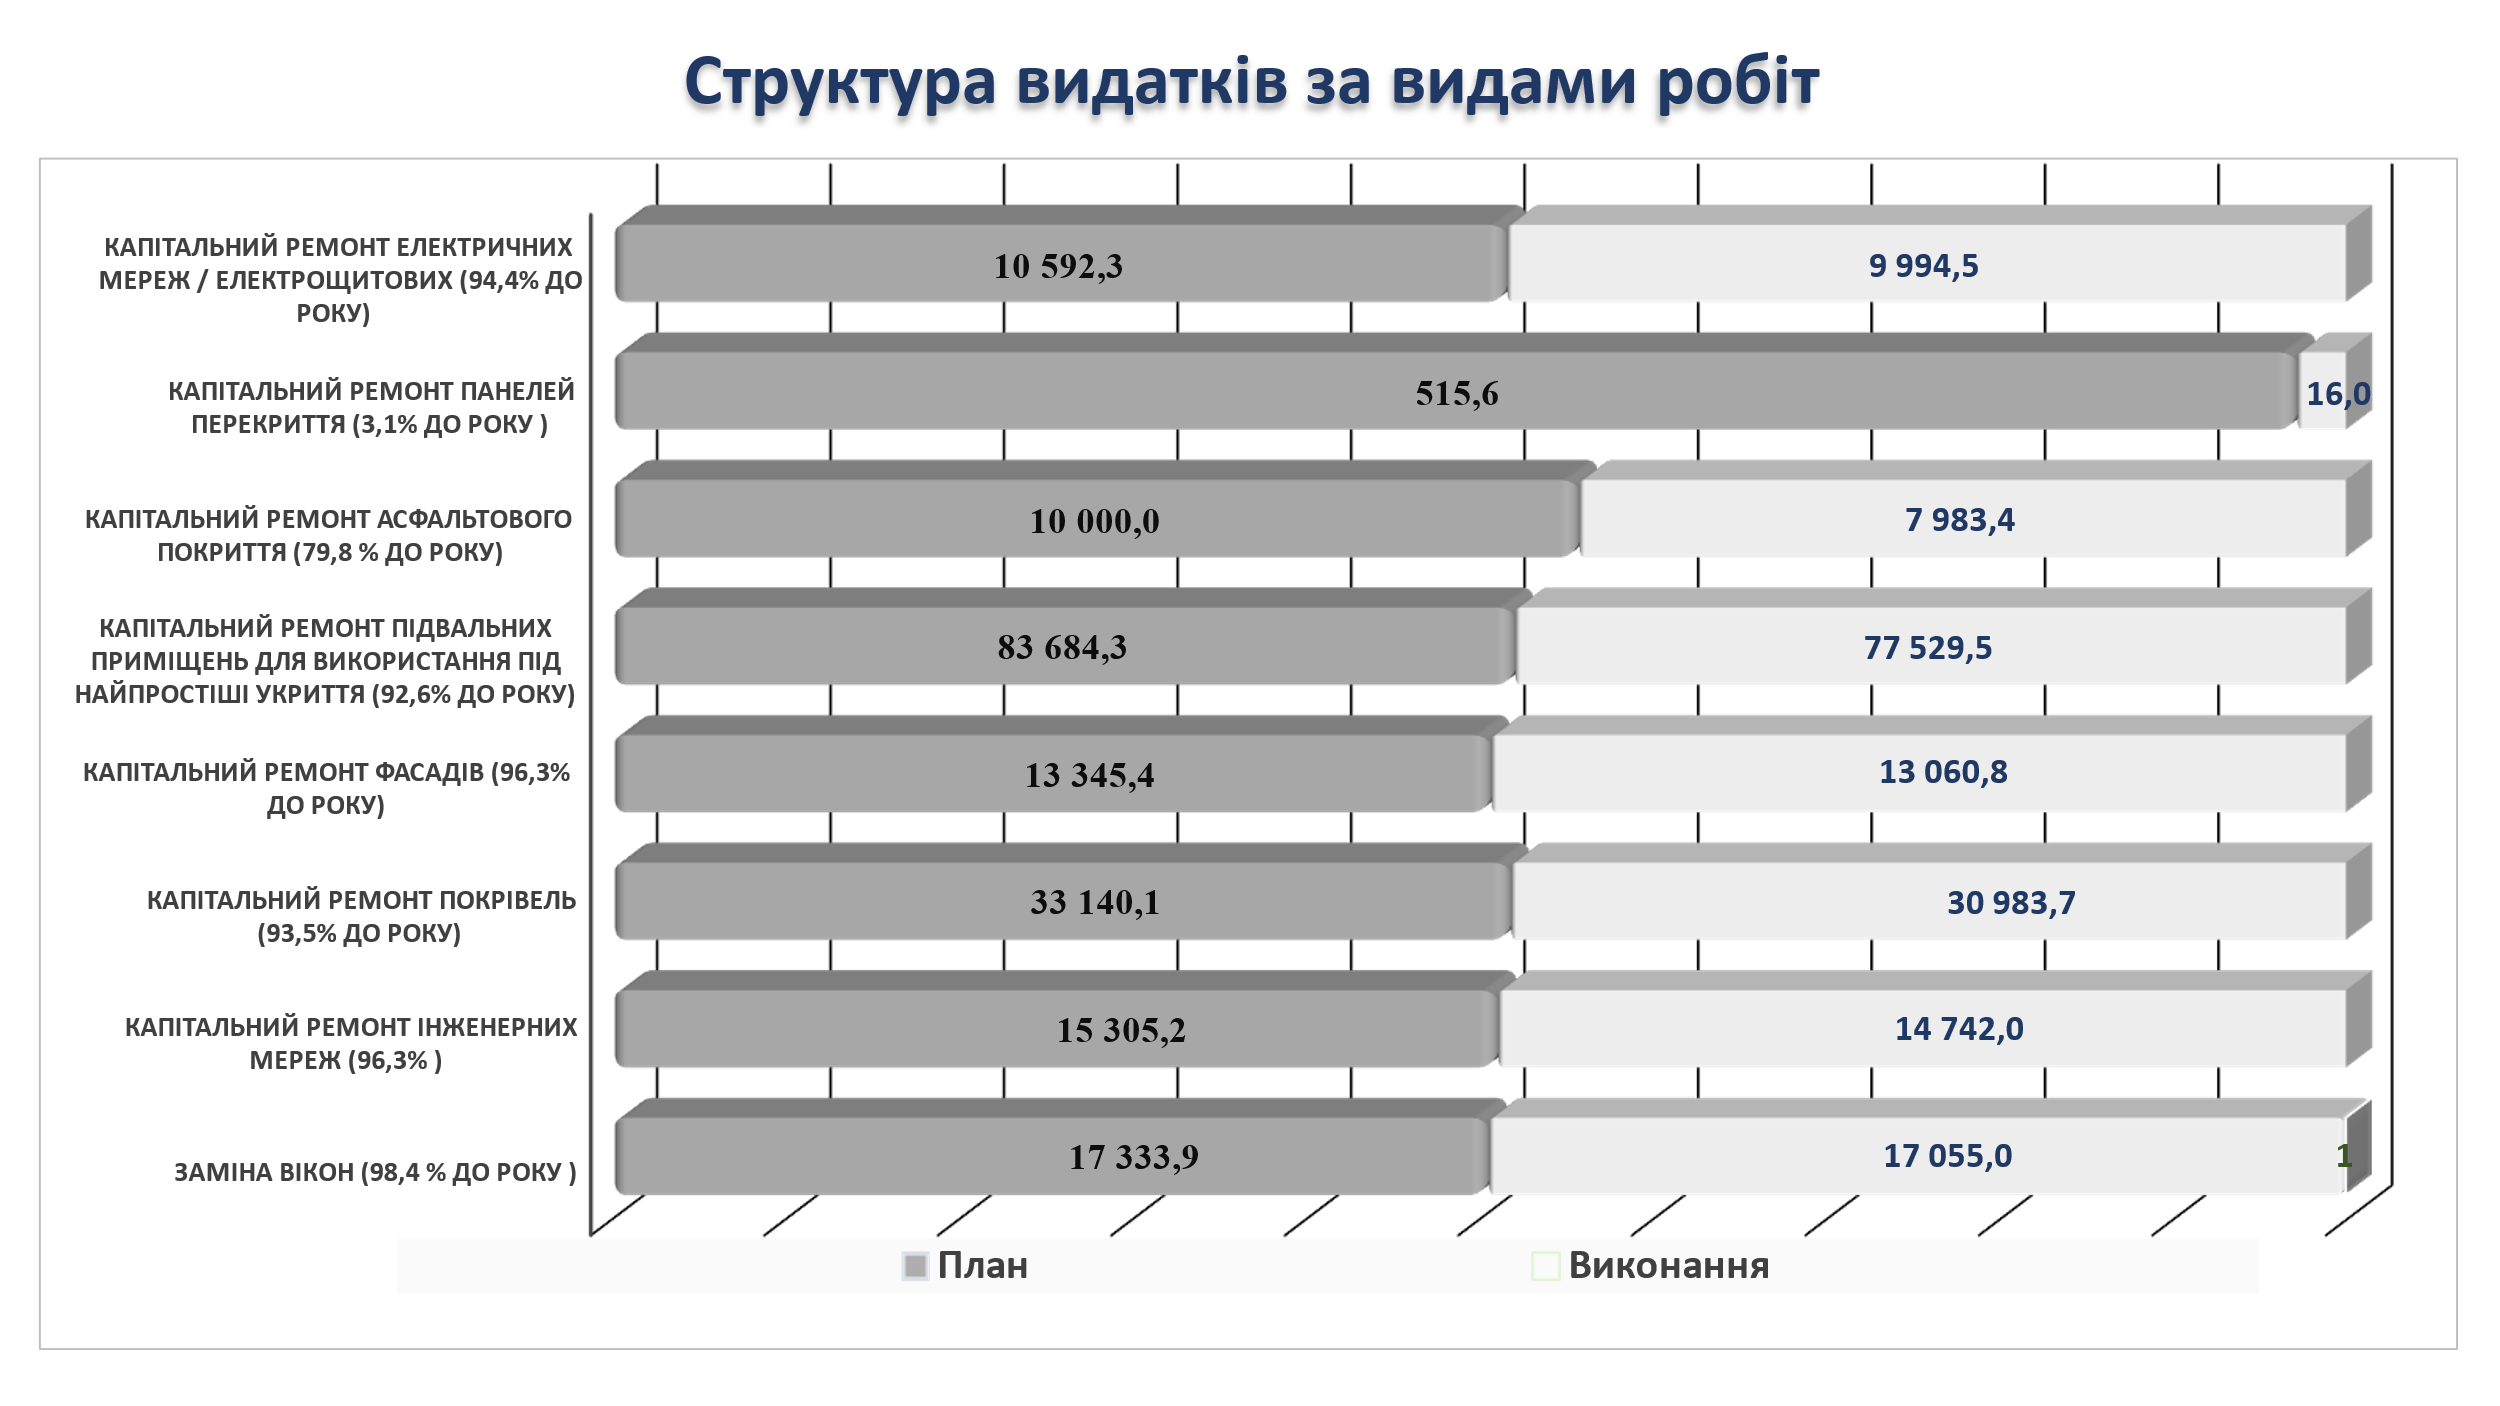 Структура видатків за видами робіт
КАПІТАЛЬНИЙ РЕМОНТ ЕЛЕКТРИЧНИХ
МЕРЕЖ / ЕЛЕКТРОЩИТОВИХ (94,4% ДО
РОКУ)
10 592,3
9 994,5
КАПІТАЛЬНИЙ РЕМОНТ ПАНЕЛЕЙ
ПЕРЕКРИТТЯ (3,1% ДО РОКУ )
515,6
16,0
КАПІТАЛЬНИЙ РЕМОНТ АСФАЛЬТОВОГО
ПОКРИТТЯ (79,8 % ДО РОКУ)
10 000,0
7 983,4
КАПІТАЛЬНИЙ РЕМОНТ ПІДВАЛЬНИХ
ПРИМІЩЕНЬ ДЛЯ ВИКОРИСТАННЯ ПІД
НАЙПРОСТІШІ УКРИТТЯ (92,6% ДО РОКУ)
83 684,3
77 529,5
КАПІТАЛЬНИЙ РЕМОНТ ФАСАДІВ (96,3%
ДО РОКУ)
13 345,4
13 060,8
КАПІТАЛЬНИЙ РЕМОНТ ПОКРІВЕЛЬ
(93,5% ДО РОКУ)
33 140,1
30 983,7
КАПІТАЛЬНИЙ РЕМОНТ ІНЖЕНЕРНИХ
МЕРЕЖ (96,3% )
15 305,2
14 742,0
ЗАМІНА ВІКОН (98,4 % ДО РОКУ )
17 333,9
17 055,0
1
План
Виконання